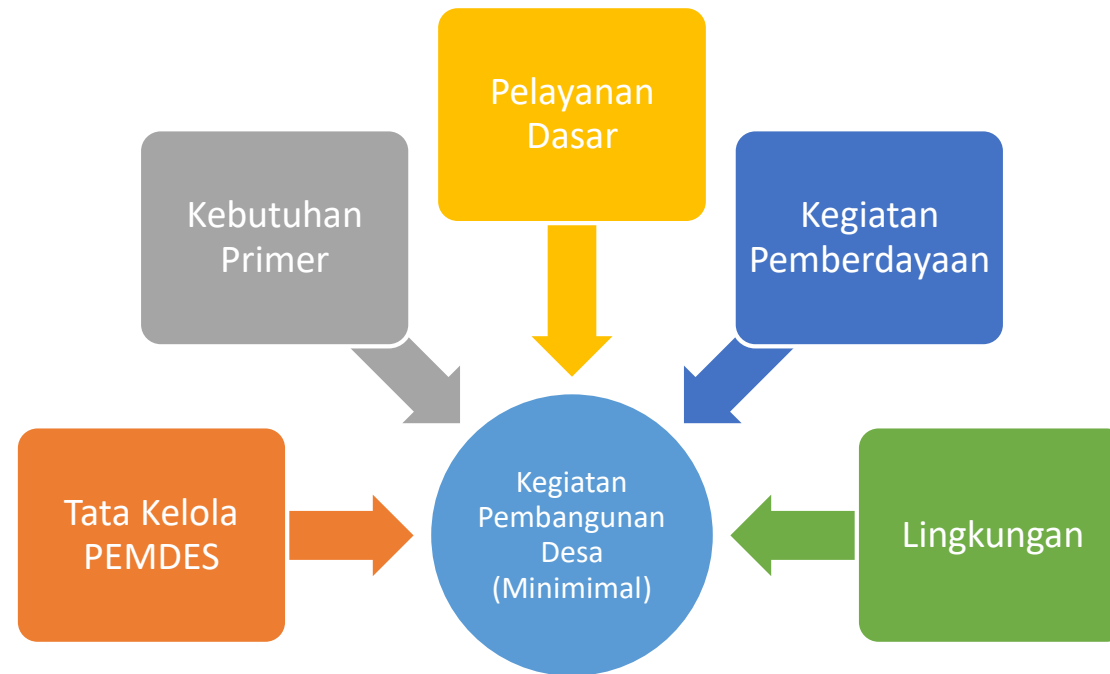 Pelayanan
Dasar
Kebutuhan
Primer
Kegiatan
Pemberdayaan
Tata Kelola
PEMDES
Kegiatan
Pembangunan
Desa
(Minimimal)
Lingkungan